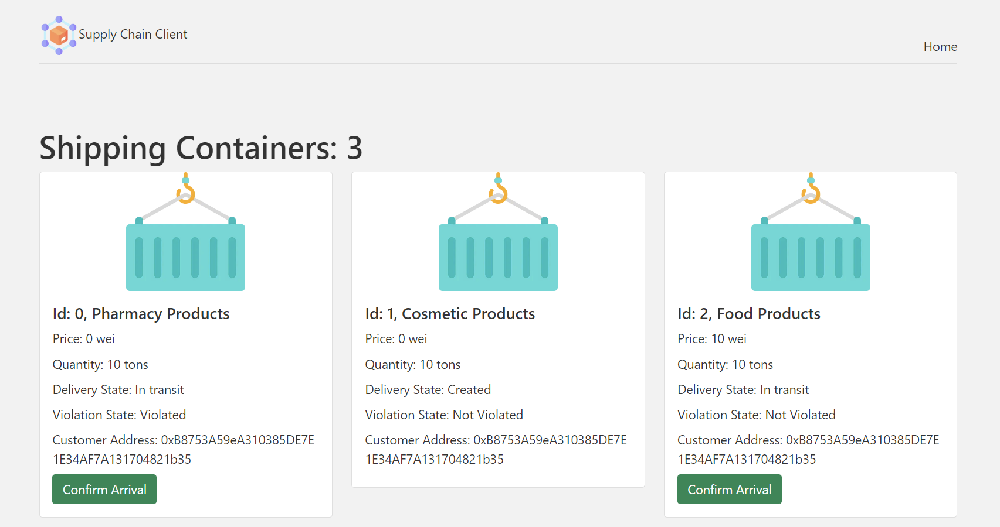 Supply Chain Client
Home
Shipping Containers: 3
Id: 0, Pharmacy Products
Price: 0 wei
Quantity: 10 tons
Delivery State: In transit
Violation State: Violated
Customer Address: 0xB8753A59eA310385DE7E
1E34AF7A131704821b35
Confirm Arrival
Id: 1, Cosmetic Products
Price: 0 wei
Quantity: 10 tons
Delivery State: Created
Violation State: Not Violated
Customer Address: 0xB8753A59eA310385DE7E
1E34AF7A131704821b35
Id: 2, Food Products
Price: 10 wei
Quantity: 10 tons
Delivery State: In transit
Violation State: Not Violated
Customer Address: 0xB8753A59eA310385DE7E
1E34AF7A131704821b35
Confirm Arrival